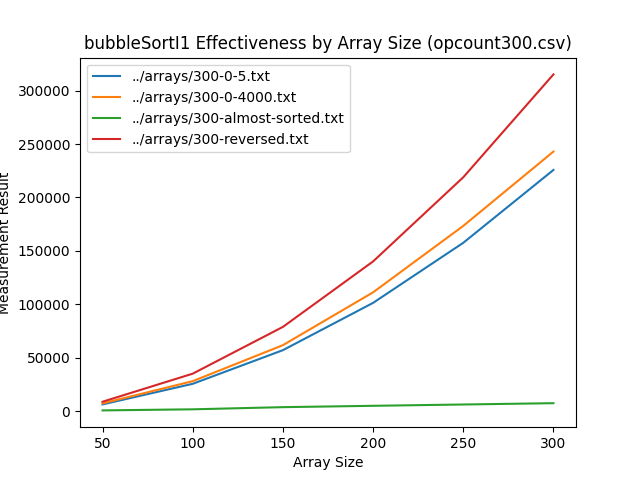 bubbleSortI1 Effectiveness by Array Size (opcount300.csv)
../arrays/300-0-5.txt
../arrays/300-0-4000.txt
../arrays/300-almost-sorted.txt
../arrays/300-reversed.txt
Measurement Result
300000
250000
200000
150000
100000
50000
0
50 100 150 200 250 300
Array Size